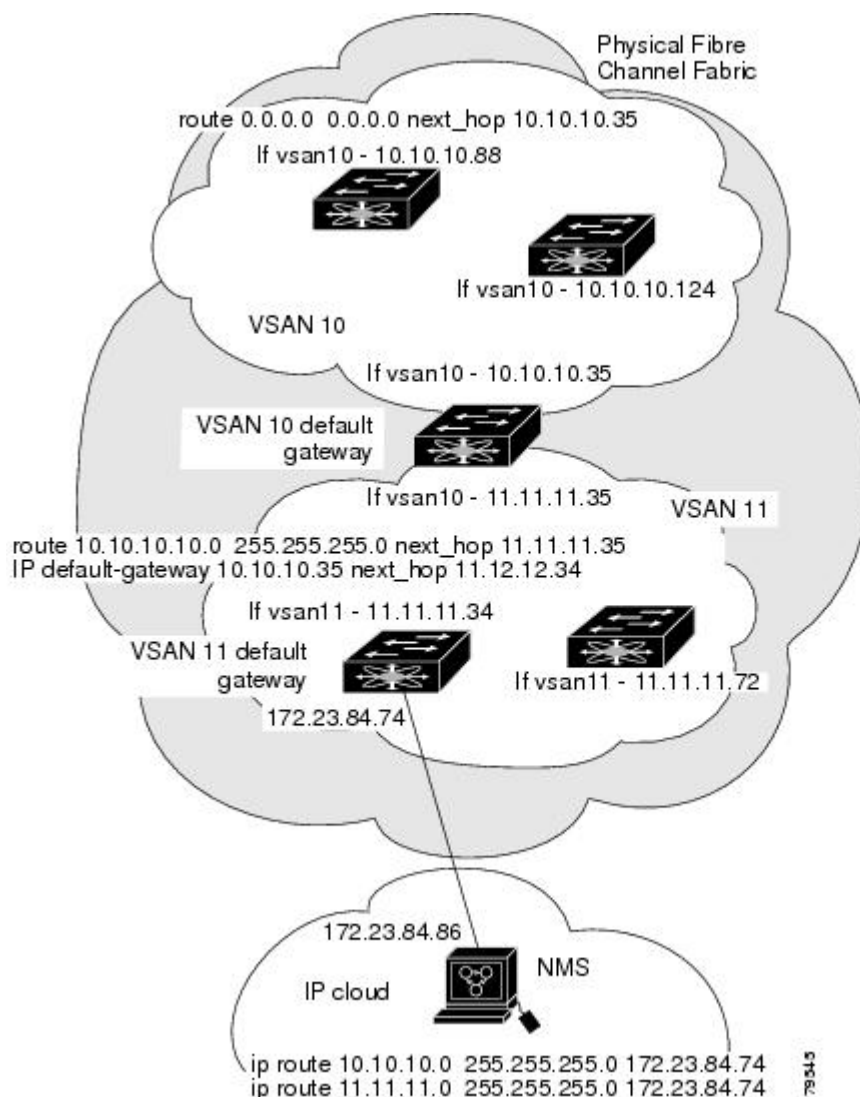 Physical Fibre
Channel Fabric
route 0.0.0.0 0.0.0.0 next_hop 10.10.10.35
If vsan10 - 10.10.10.88
If vsan10 - 10.10.10.124
VSAN 10
If vsan10 - 10.10.10.35
VSAN 10 default
gateway
If vsan10 - 11.11.11.35
VSAN 11
route 10.10.10.10.0 255.255.255.0 next_hop 11.11.11.35
IP default-gateway 10.10.10.35 next_hop 11.12.12.34
If vsan11 - 11.11.11.34
VSAN 11 default
gateway
If vsan11 - 11.11.11.72
172.23.84.74
172.23.84.86
NMS
IP cloud
ip route 10.10.10.0 255.255.255.0 172.23.84.74
ip route 11.11.11.0 255.255.255.0 172.23.84.74
79545